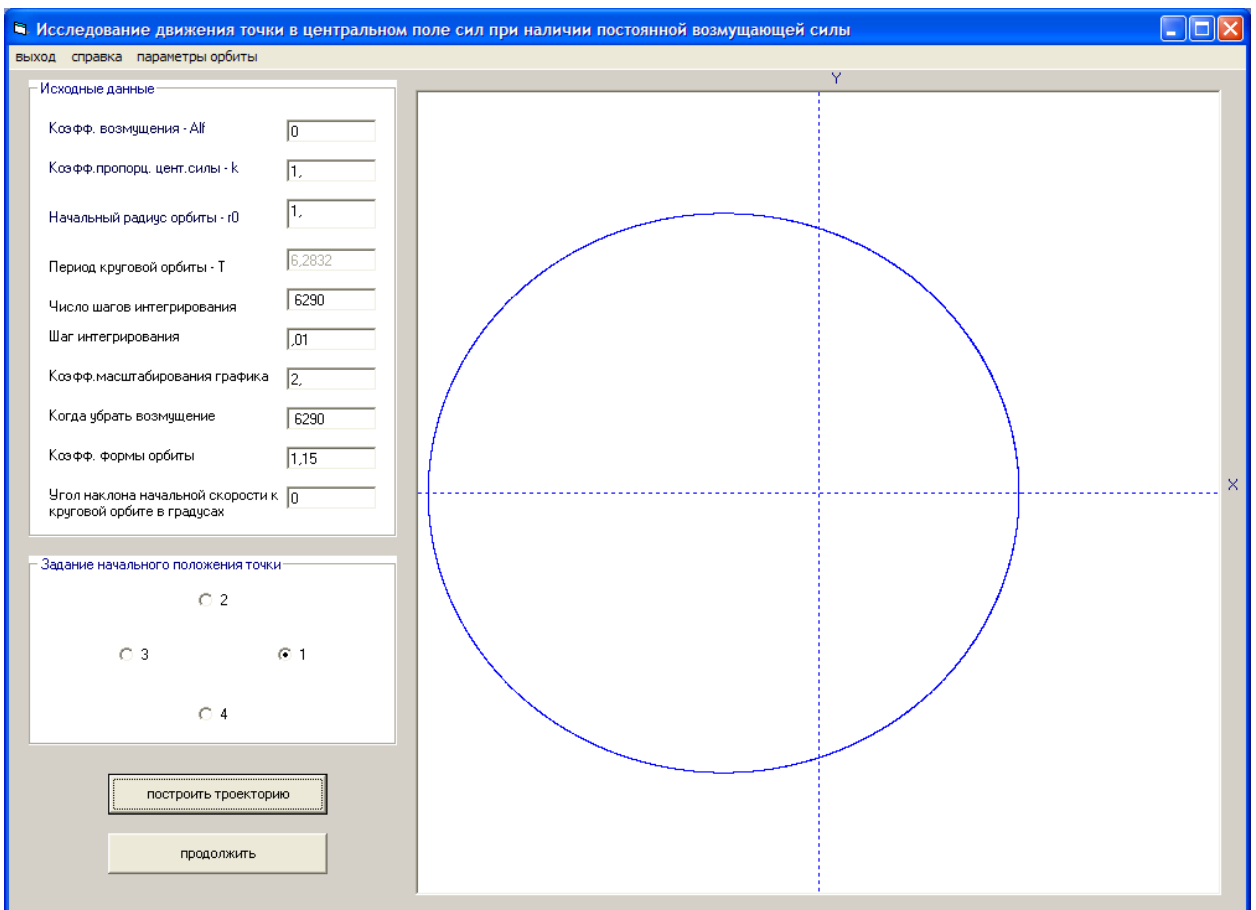 Исследование движения точки в центральном поле сил при наличии постоянной возмущающей силы
выход справка параметры орбиты
Исходные данные
Коэфф. возмущения - Alf 0
Коэфф.пропорц. цент.силы - k 1,
Начальный радиус орбиты - r0 1,
Период круговой орбиты - T 6,2832
Число шагов интегрирования 6290
Шаг интегрирования ,01
Коэфф.масштабирования графика 2,
Когда убрать возмущение 6290
Коэфф. формы орбиты 1,15
Угол наклона начальной скорости к 0
круговой орбите в градусах
Задание начального положения точки
2
3 1
4
построить троекторию
продолжить
Y
X